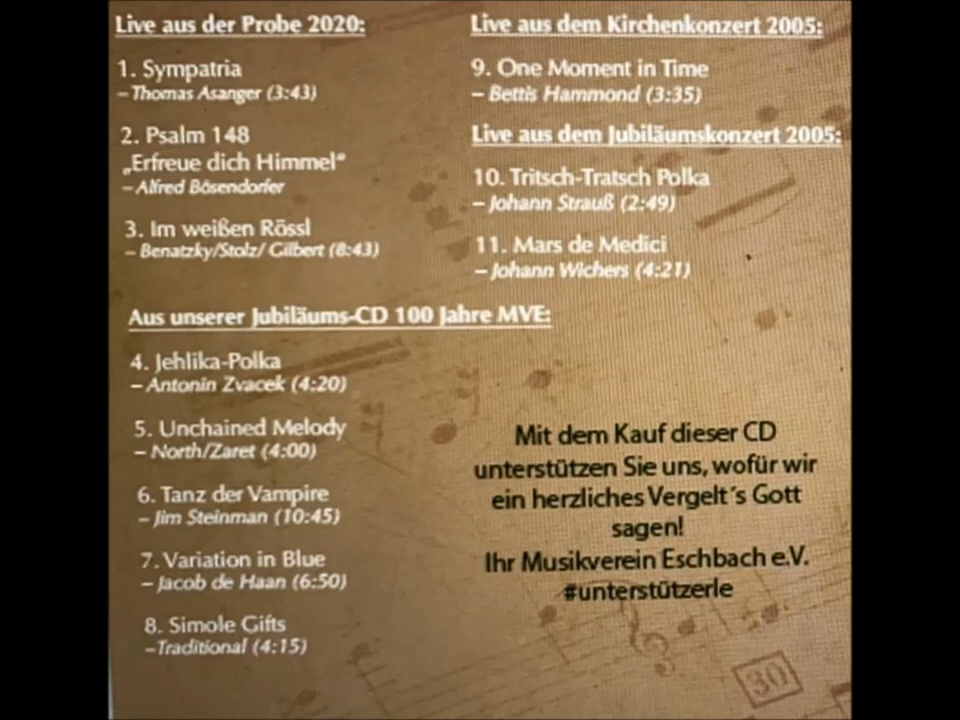 Live aus der Probe 2020:
1. Sympatria
– Thomas Asanger (3:43)
2. Psalm 148
„Erfreue dich Himmel“
– Alfred Bösendorfer
3. Im weißen Rössl
– Benatzky/Stolz/ Gilbert (8:43)
Aus unserer Jubiläums-CD 100 Jahre MVE:
4. Jehlika-Polka
– Antonin Zvacek (4:20)
5. Unchained Melody
– North/Zaret (4:00)
6. Tanz der Vampire
– Jim Steinman (10:45)
7. Variation in Blue
– Jacob de Haan (6:50)
8. Simole Gifts
–Traditional (4:15)
Live aus dem Kirchenkonzert 2005:
9. One Moment in Time
– Bettis Hammond (3:35)
Live aus dem Jubiläumskonzert 2005:
10. Tritsch-Tratsch Polka
– Johann Strauß (2:49)
11. Mars de Medici
– Johann Wichers (4:21)
Mit dem Kauf dieser CD
unterstützen Sie uns, wofür wir
ein herzliches Vergelt´s Gott
sagen!
Ihr Musikverein Eschbach e.V.
#unterstützerle
30